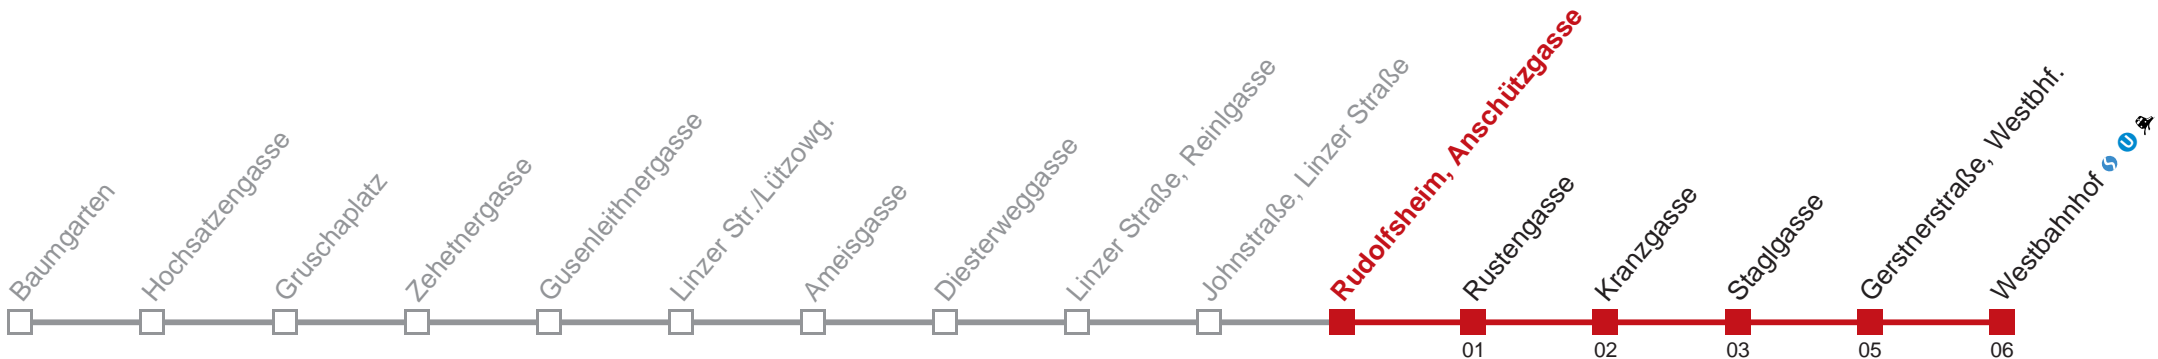 Baumgarten
Hochsatzengasse
Gruschaplatz
Zehetnergasse
Gusenleithnergasse
Linzer Str./Lützowg.
Ameisgasse
Diesterweggasse
Linzer Straße, Reinlgasse
Johnstraße, Linzer Straße
Rudolfsheim, Anschützgasse
Rustengasse
Kranzgasse
Staglgasse
Gerstnerstraße, Westbhf.
Westbahnhof S U
01
02
03
05
06